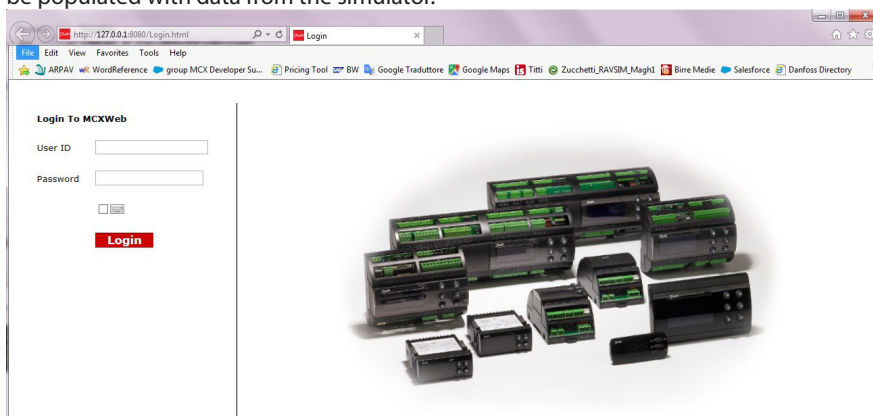 be populated with data from the simulator.
http://127.0.0.1:8080/Login.html
Login
File Edit View Favorites Tools Help
ARPAV WordReference group MCX Developer Su... Pricing Tool BW Google Traduttore Google Maps Titti Zucchetti_RAVSIM_Magh1 Birre Medie Salesforce Danfoss Directory
Login To MCXWeb
User ID
Password
Login